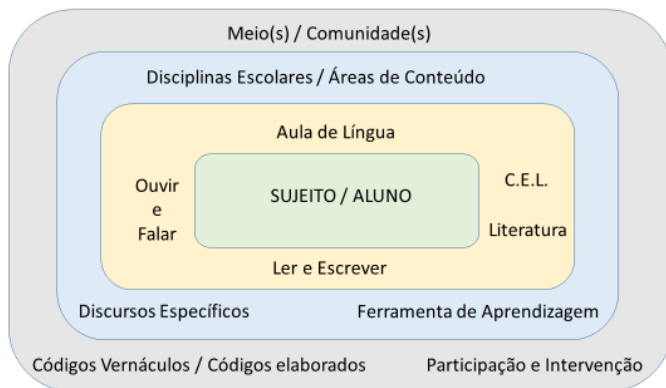 Meio(s) / Comunidade(s)
Disciplinas Escolares / Áreas de Conteúdo
Aula de Língua
Ouvir
e
Falar
SUJEITO / ALUNO
C.E.L.
Literatura
Ler e Escrever
Discursos Específicos
Ferramenta de Aprendizagem
Códigos Vernáculos / Códigos elaborados
Participação e Intervenção